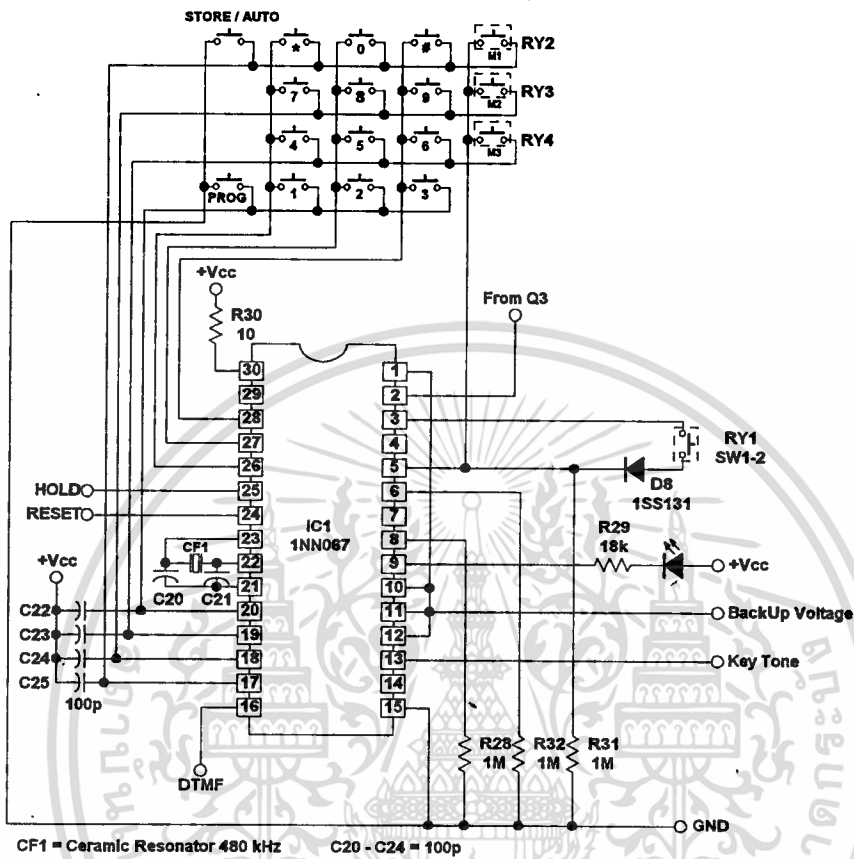 STORE / AUTO
* 0 # M1 RY2
7 8 9 M2 RY3
4 5 6 M3 RY4
PROG 1 2 3
+Vcc
R30
10
From Q3
30 1
29 2
28 3
27 4
26 5
HOLD 25 6
RESET 24 7
23 8
22 9
21 10
20 11
19 12
18 13
17 14
16 15
IC1
1NN067
RY1
SW1-2
D8
1SS131
R29
18k
+Vcc
CF1
C20 C21
+Vcc
C22
C23
C24
C25
100p
BackUp Voltage
Key Tone
DTMF
R28
1M
R32
1M
R31
1M
GND
CF1 = Ceramic Resonator 480 kHz C20 - C24 = 100p